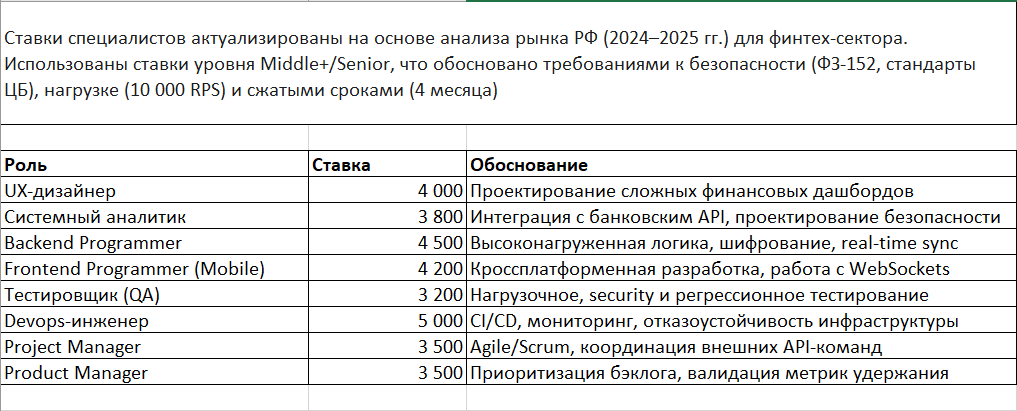 Ставки специалистов актуализированы на основе анализа рынка РФ (2024–2025 гг.) для финтех-сектора.
Использованы ставки уровня Middle+/Senior, что обосновано требованиями к безопасности (ФЗ-152, стандарты
ЦБ), нагрузке (10 000 RPS) и сжатыми сроками (4 месяца)
Роль Ставка Обоснование
UX-дизайнер 4 000 Проектирование сложных финансовых дашбордов
Системный аналитик 3 800 Интеграция с банковским API, проектирование безопасности
Backend Programmer 4 500 Высоконагруженная логика, шифрование, real-time sync
Frontend Programmer (Mobile) 4 200 Кроссплатформенная разработка, работа с WebSockets
Тестировщик (QA) 3 200 Нагрузочное, security и регрессионное тестирование
Devops-инженер 5 000 CI/CD, мониторинг, отказоустойчивость инфраструктуры
Project Manager 3 500 Agile/Scrum, координация внешних API-команд
Product Manager 3 500 Приоритизация бэклога, валидация метрик удержания